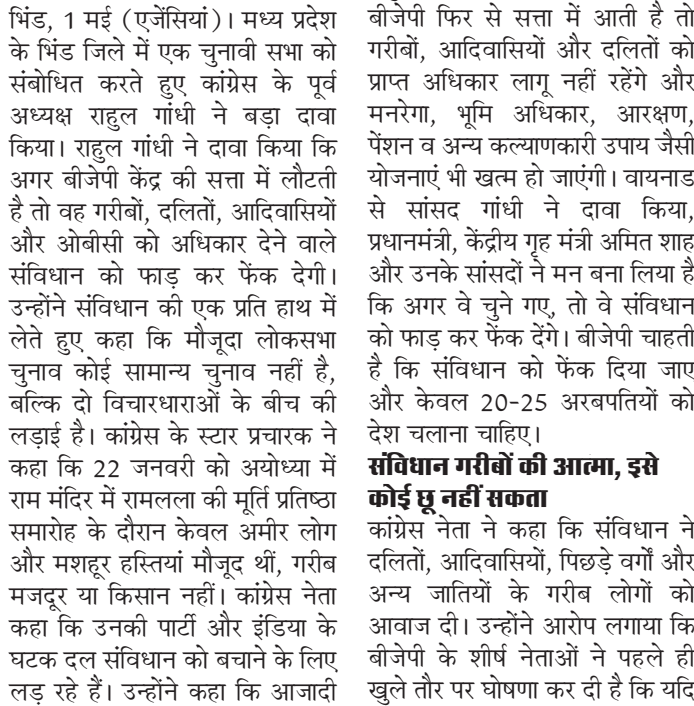 भिंड, 1 मई (एजेंसियां)। मध्य प्रदेश
के भिंड जिले में एक चुनावी सभा को
संबोधित करते हुए कांग्रेस के पूर्व
अध्यक्ष राहुल गांधी ने बड़ा दावा
किया। राहुल गांधी ने दावा किया कि
अगर बीजेपी केंद्र की सत्ता में लौटती
है तो वह गरीबों, दलितों, आदिवासियों
और ओबीसी को अधिकार देने वाले
संविधान को फाड़ कर फेंक देगी।
उन्होंने संविधान की एक प्रति हाथ में
लेते हुए कहा कि मौजूदा लोकसभा
चुनाव कोई सामान्य चुनाव नहीं है,
बल्कि दो विचारधाराओं के बीच की
लड़ाई है। कांग्रेस के स्टार प्रचारक ने
कहा कि 22 जनवरी को अयोध्या में
राम मंदिर में रामलला की मूर्ति प्रतिष्ठा
समारोह के दौरान केवल अमीर लोग
और मशहूर हस्तियां मौजूद थीं, गरीब
मजदूर या किसान नहीं। कांग्रेस नेता
कहा कि उनकी पार्टी और इंडिया के
घटक दल संविधान को बचाने के लिए
लड़ रहे हैं। उन्होंने कहा कि आजादी
बीजेपी फिर से सत्ता में आती है तो
गरीबों, आदिवासियों और दलितों को
प्राप्त अधिकार लागू नहीं रहेंगे और
मनरेगा, भूमि अधिकार, आरक्षण,
पेंशन व अन्य कल्याणकारी उपाय जैसी
योजनाएं भी खत्म हो जाएंगी। वायनाड
से सांसद गांधी ने दावा किया,
प्रधानमंत्री, केंद्रीय गृह मंत्री अमित शाह
और उनके सांसदों ने मन बना लिया है
कि अगर वे चुने गए, तो वे संविधान
को फाड़ कर फेंक देंगे। बीजेपी चाहती
है कि संविधान को फेंक दिया जाए
और केवल 20-25 अरबपतियों को
देश चलाना चाहिए।
संविधान गरीबों की आत्मा, इसे
कोई छू नहीं सकता
कांग्रेस नेता ने कहा कि संविधान ने
दलितों, आदिवासियों, पिछड़े वर्गों और
अन्य जातियों के गरीब लोगों को
आवाज दी। उन्होंने आरोप लगाया कि
बीजेपी के शीर्ष नेताओं ने पहले ही
खुले तौर पर घोषणा कर दी है कि यदि